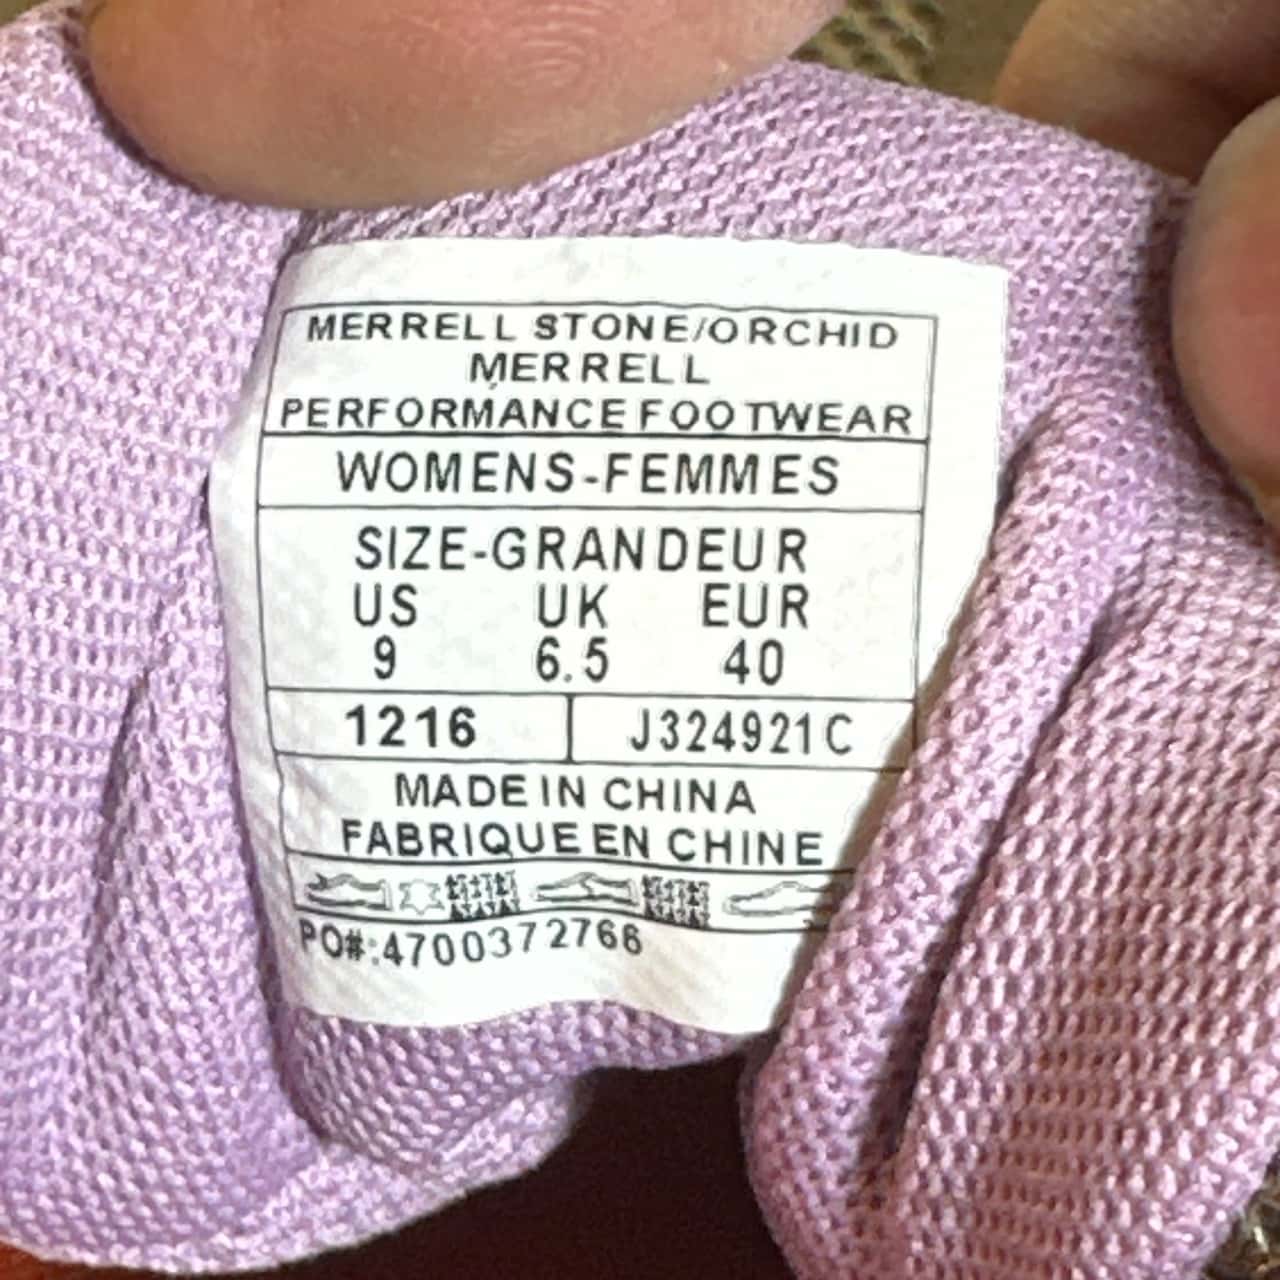 MERRELL STONE/ORCHID
MERRELL
PERFORMANCE FOOTWEAR
WOMENS-FEMMES
SIZE-GRANDEUR
US UK EUR
9 6.5 40
1216 J324921C
MADE IN CHINA
FABRIQUE EN CHINE
PO#:4700372766